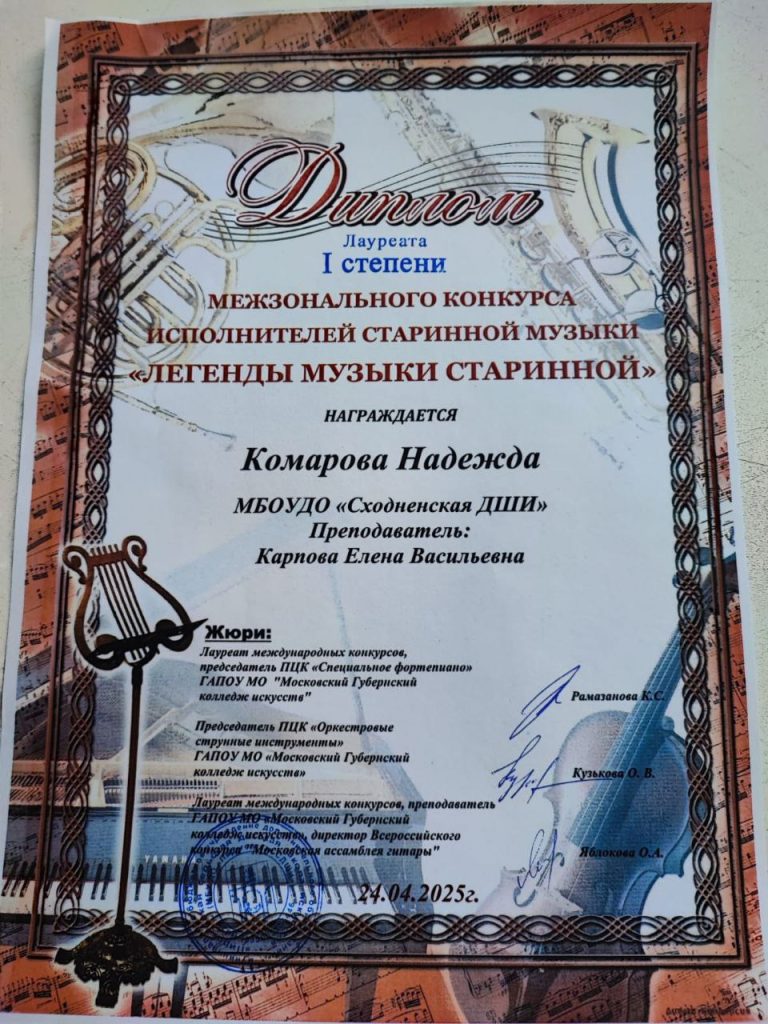 Диплом
Лауреата
I степени
МЕЖЗОНАЛЬНОГО КОНКУРСА
ИСПОЛНИТЕЛЕЙ СТАРИННОЙ МУЗЫКИ
«ЛЕГЕНДЫ МУЗЫКИ СТАРИННОЙ»
НАГРАЖДАЕТСЯ
Комарова Надежда
МБОУДО «Сходненская ДШИ»
Преподаватель:
Карпова Елена Васильевна
Жюри:
Лауреат международных конкурсов,
председатель ПЦК «Специальное фортепиано»
ГАПОУ МО "Московский Губернский
колледж искусств"
Рамазанова К.С.
Председатель ПЦК «Оркестровые
струнные инструменты»
ГАПОУ МО «Московский Губернский
колледж искусств»
Кузькова О. В.
Лауреат международных конкурсов, преподаватель
ГАПОУ МО «Московский Губернский
колледж искусств», директор Всероссийского
конкурса "Московская ассамблея гитары"
Яблокова О.А.
YAMAH
24.04.2025г.